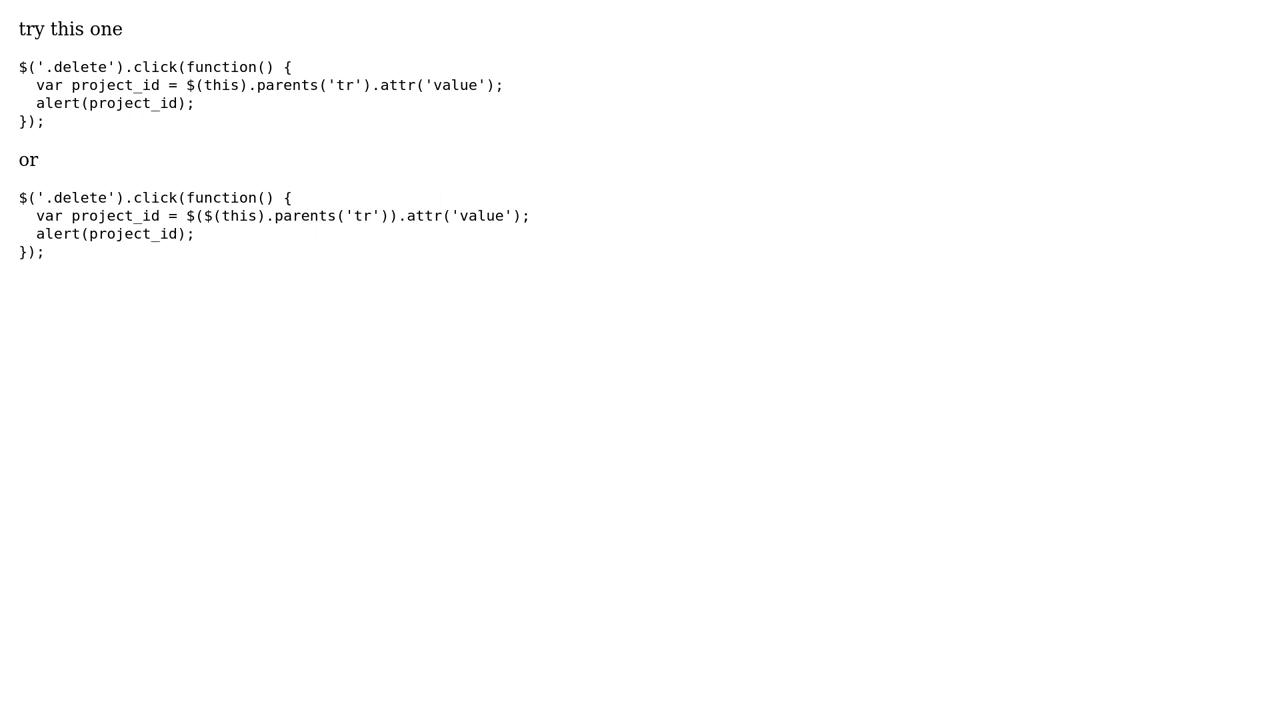 try this one
$('.delete').click(function() {
  var project_id = $(this).parents('tr').attr('value');
  alert(project_id);
});
or
$('.delete').click(function() {
  var project_id = $($(this).parents('tr')).attr('value');
  alert(project_id);
});